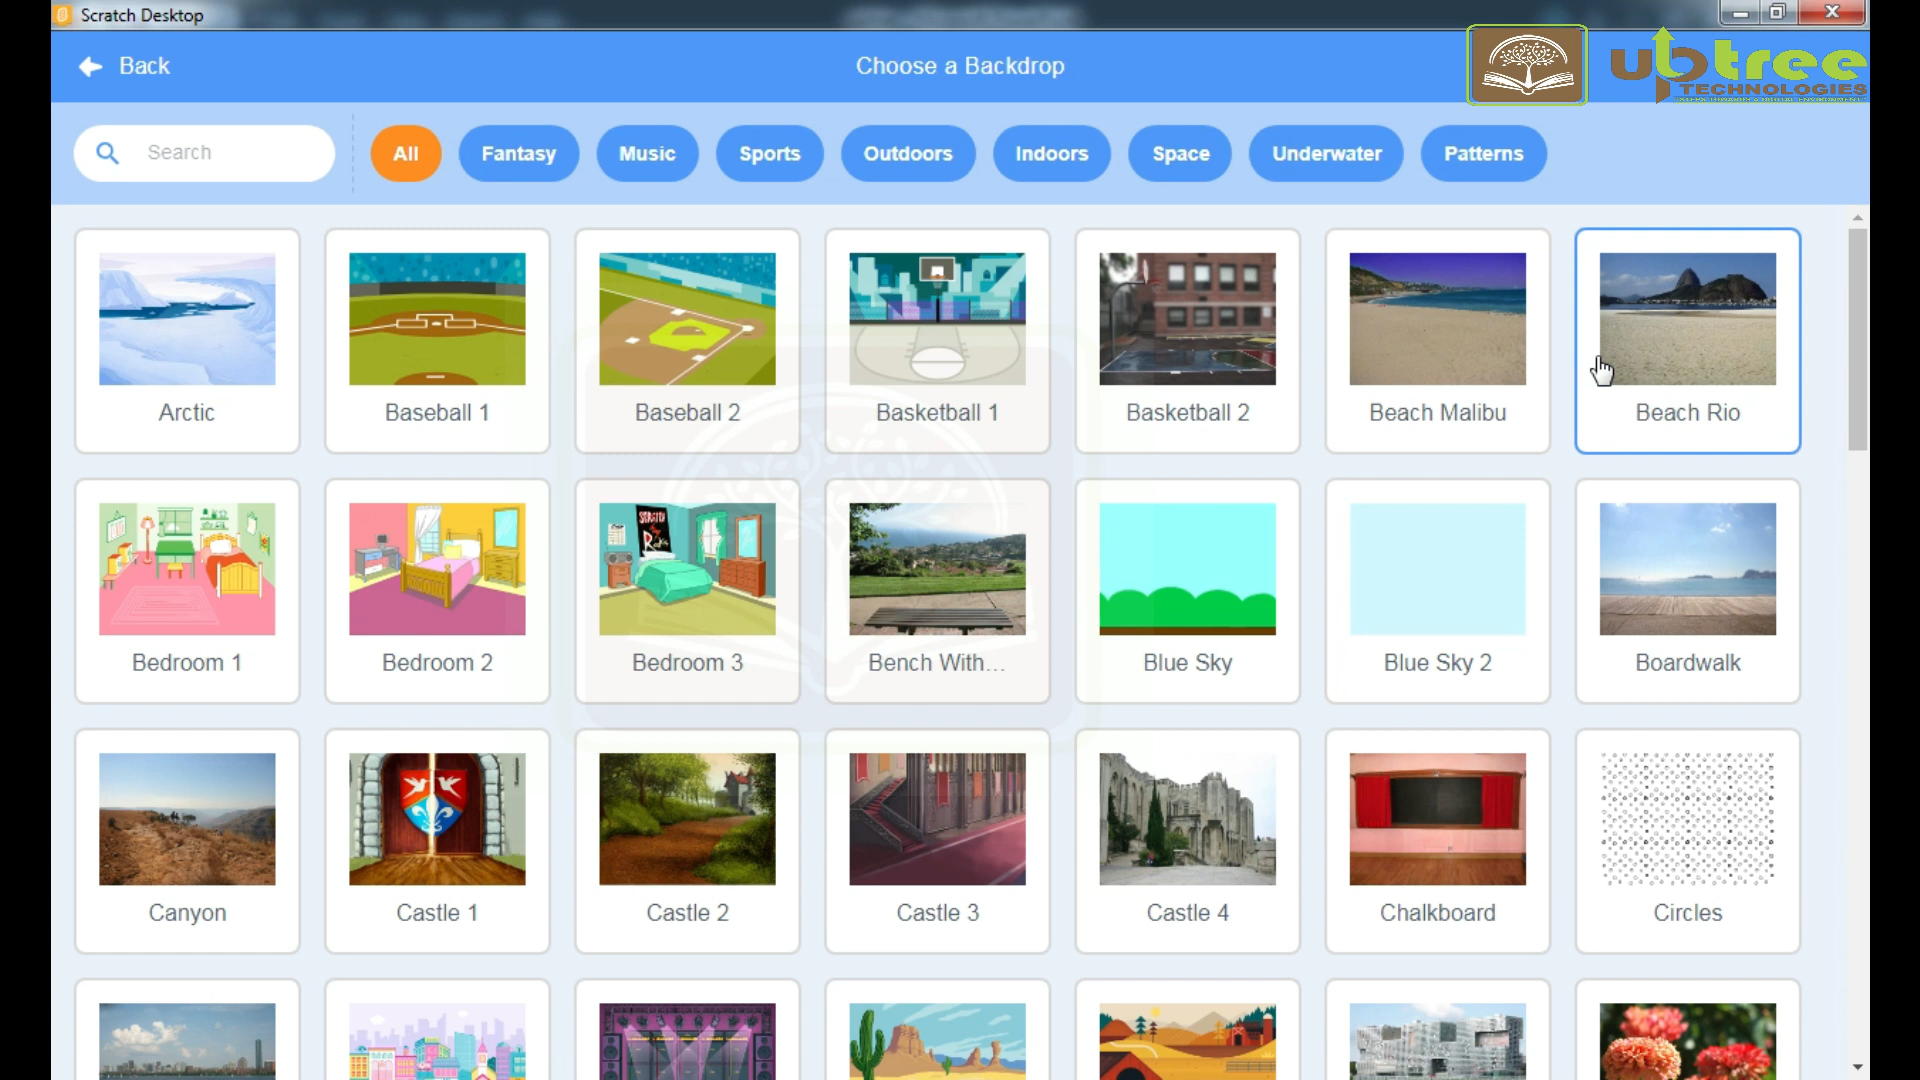 Scratch Desktop
Back
Choose a Backdrop
upTree
TECHNOLOGIES
Search
All
Fantasy
Music
Sports
Outdoors
Indoors
Space
Underwater
Patterns
Arctic
Baseball 1
Baseball 2
Basketball 1
Basketball 2
Beach Malibu
Beach Rio
Bedroom 1
Bedroom 2
Bedroom 3
Bench With...
Blue Sky
Blue Sky 2
Boardwalk
Canyon
Castle 1
Castle 2
Castle 3
Castle 4
Chalkboard
Circles